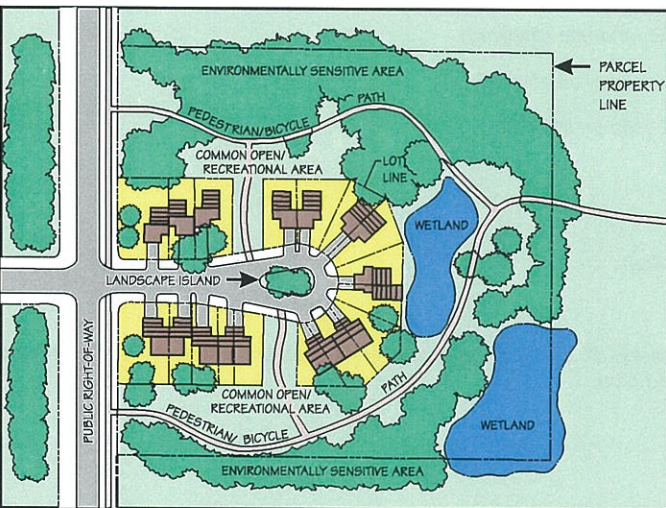 ENVIRONMENTALLY SENSITIVE AREA
PARCEL
PROPERTY
LINE
PEDESTRIAN/BICYCLE PATH
COMMON OPEN/
RECREATIONAL AREA
LOT
LINE
WETLAND
LANDSCAPE ISLAND
PUBLIC RIGHT-OF-WAY
COMMON OPEN/
RECREATIONAL AREA
PEDESTRIAN/ BICYCLE PATH
WETLAND
ENVIRONMENTALLY SENSITIVE AREA